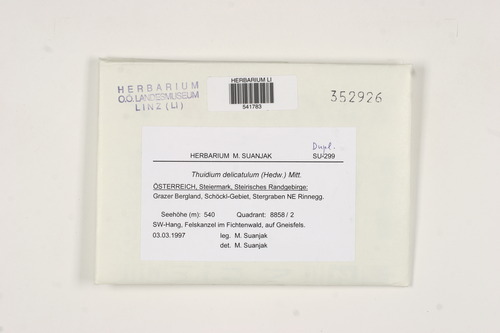 HERBARIUM
O.Ö. LANDESMUSEUM
LINZ (LI)
HERBARIUM LI
541783
352926
Dupl.
HERBARIUM M. SUANJAK SU-299
Thuidium delicatulum (Hedw.) Mitt.
ÖSTERREICH, Steiermark, Steirisches Randgebirge:
Grazer Bergland, Schöckl-Gebiet, Stergraben NE Rinnegg.
Seehöhe (m): 540 Quadrant: 8858 / 2
SW-Hang, Felskanzel im Fichtenwald, auf Gneisfels.
03.03.1997 leg. M. Suanjak
det. M. Suanjak